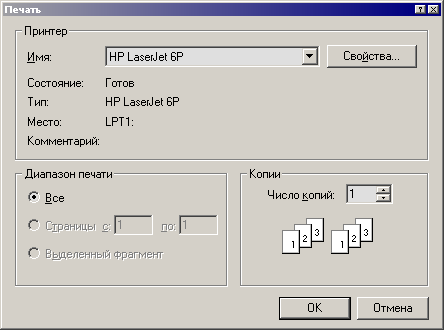 Печать
Принтер
Имя: HP LaserJet 6P Свойства...
Состояние: Готов
Тип: HP LaserJet 6P
Место: LPT1:
Комментарий:
Диапазон печати
Все
Страницы с: 1 по: 1
Выделенный фрагмент
Копии
Число копий: 1
1 2 3 1 2 3
OK Отмена